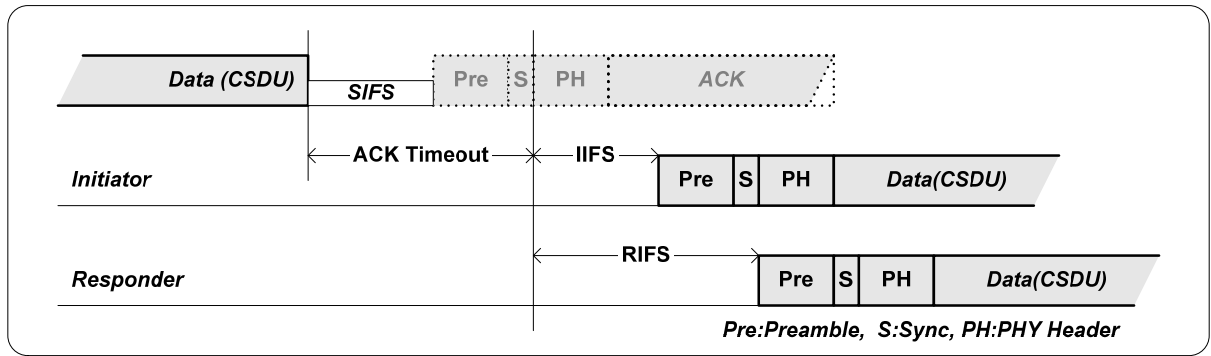 Data (CSDU)
SIFS
Pre S PH ACK
ACK Timeout IIFS
Initiator
Pre S PH Data(CSDU)
RIFS
Responder
Pre S PH Data(CSDU)
Pre:Preamble, S:Sync, PH:PHY Header